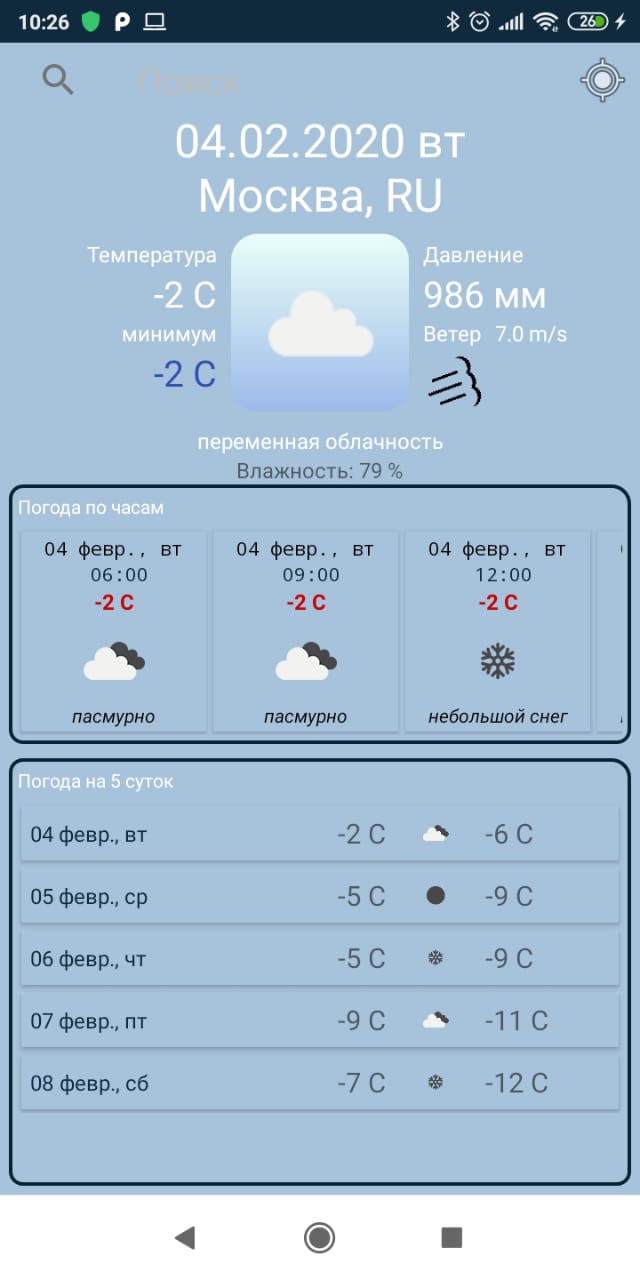 10:26 26
Поиск
04.02.2020 вт
Москва, RU
Температура
-2 C
минимум
-2 C
Давление
986 мм
Ветер 7.0 m/s
переменная облачность
Влажность: 79 %
Погода по часам
04 февр., вт
06:00
-2 C
пасмурно
04 февр., вт
09:00
-2 C
пасмурно
04 февр., вт
12:00
-2 C
небольшой снег
Погода на 5 суток
04 февр., вт -2 C -6 C
05 февр., ср -5 C -9 C
06 февр., чт -5 C -9 C
07 февр., пт -9 C -11 C
08 февр., сб -7 C -12 C